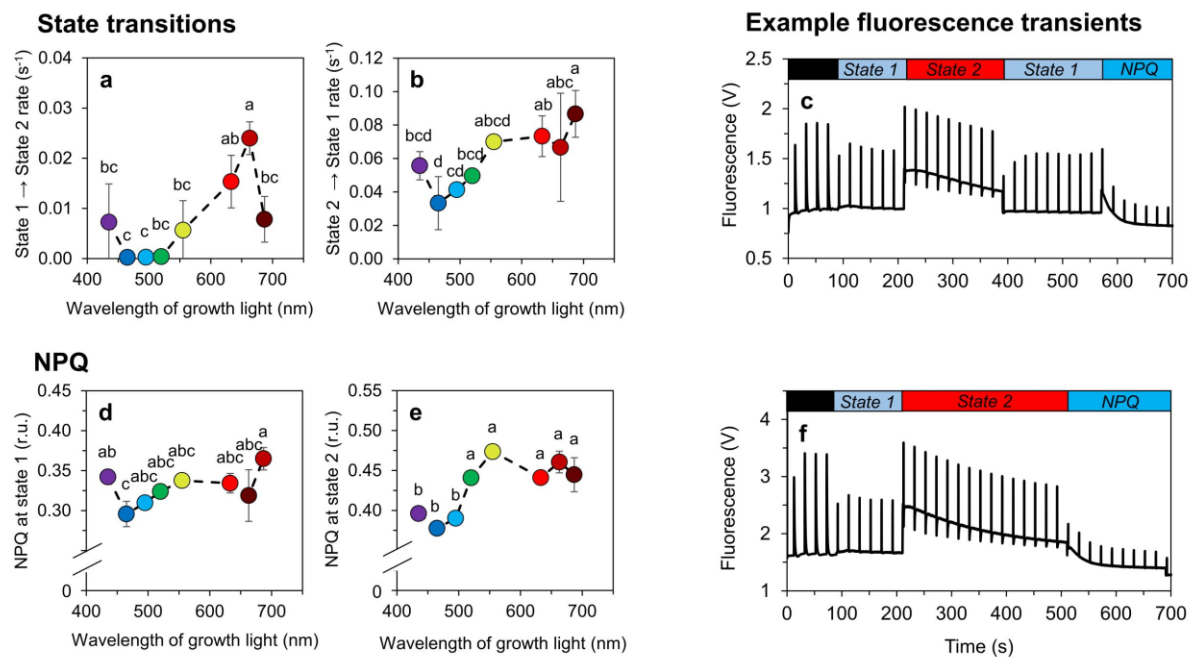 State transitions
Example fluorescence transients
a
State 1 → State 2 rate (s⁻¹)
0.04
0.03
0.02
0.01
0.00
bc
c
c
bc
bc
ab
a
bc
400
500
600
700
Wavelength of growth light (nm)
b
State 2 → State 1 rate (s⁻¹)
0.12
0.10
0.08
0.06
0.04
0.02
0.00
bcd
d
cd
bcd
abcd
ab
abc
a
400
500
600
700
Wavelength of growth light (nm)
State 1
State 2
State 1
NPQ
c
Fluorescence (V)
2.5
2
1.5
1
0.5
0
100
200
300
400
500
600
700
NPQ
d
NPQ at state 1 (r.u.)
0.45
0.40
0.35
0.30
0
ab
c
abc
abc
abc
abc
abc
a
400
500
600
700
Wavelength of growth light (nm)
e
NPQ at state 2 (r.u.)
0.55
0.50
0.45
0.40
0
b
b
b
a
a
a
a
a
400
500
600
700
Wavelength of growth light (nm)
State 1
State 2
NPQ
f
Fluorescence (V)
4
3
2
1
0
100
200
300
400
500
600
700
Time (s)